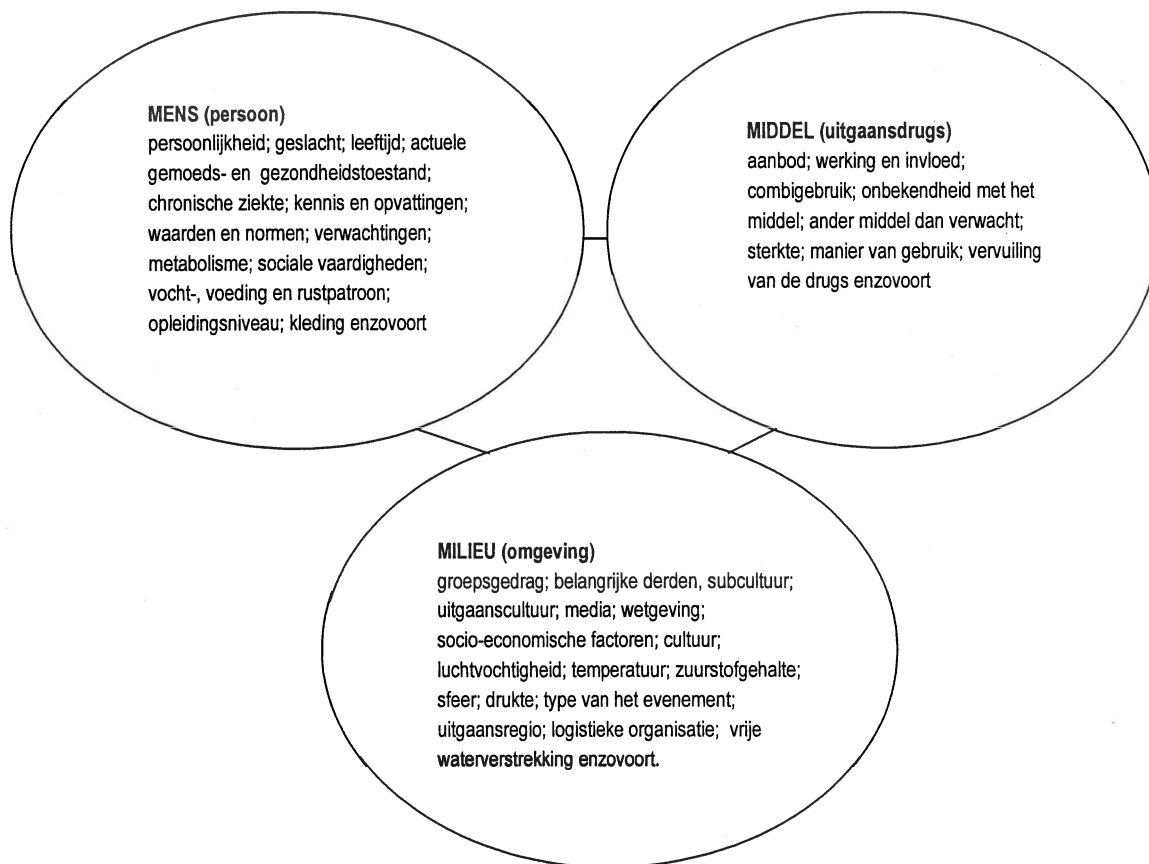 MENS (persoon)
persoonlijkheid; geslacht; leeftijd; actuele
gemoeds- en gezondheidstoestand;
chronische ziekte; kennis en opvattingen;
waarden en normen; verwachtingen;
metabolisme; sociale vaardigheden;
vocht-, voeding en rustpatroon;
opleidingsniveau; kleding enzovoort
MIDDEL (uitgaansdrugs)
aanbod; werking en invloed;
combigebruik; onbekendheid met het
middel; ander middel dan verwacht;
sterkte; manier van gebruik; vervuiling
van de drugs enzovoort
MILIEU (omgeving)
groepsgedrag; belangrijke derden, subcultuur;
uitgaanscultuur; media; wetgeving;
socio-economische factoren; cultuur;
luchtvochtigheid; temperatuur; zuurstofgehalte;
sfeer; drukte; type van het evenement;
uitgaansregio; logistieke organisatie; vrije
waterverstrekking enzovoort.